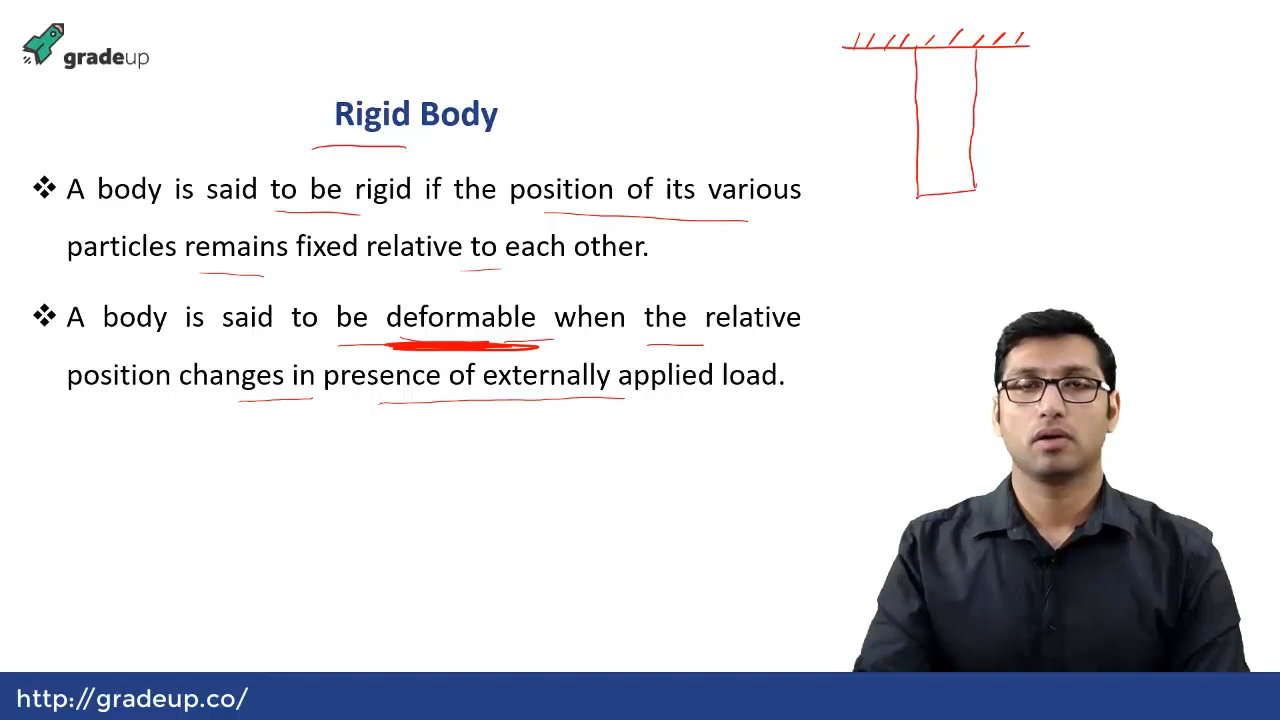 gradeup
Rigid Body
❖ A body is said to be rigid if the position of its various
particles remains fixed relative to each other.
❖ A body is said to be deformable when the relative
position changes in presence of externally applied load.
http://gradeup.co/